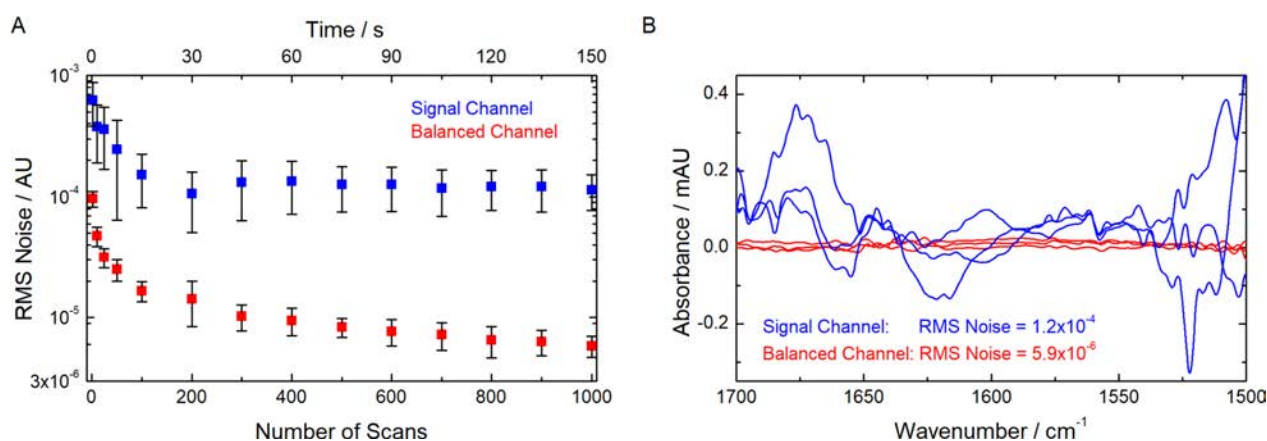 A
Time / s
0 30 60 90 120 150
10⁻³
10⁻⁴
10⁻⁵
3x10⁻⁶
RMS Noise / AU
Signal Channel
Balanced Channel
0 200 400 600 800 1000
Number of Scans
B
0.4
0.2
0.0
-0.2
Absorbance / mAU
Signal Channel: RMS Noise = 1.2x10⁻⁴
Balanced Channel: RMS Noise = 5.9x10⁻⁶
1700 1650 1600 1550 1500
Wavenumber / cm⁻¹